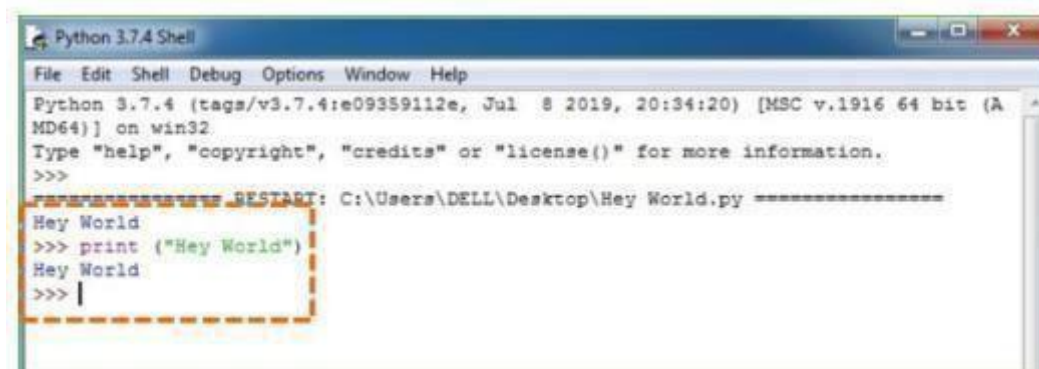 Python 3.7.4 Shell
File Edit Shell Debug Options Window Help
Python 3.7.4 (tags/v3.7.4:e09359112e, Jul 8 2019, 20:34:20) [MSC v.1916 64 bit (A
MD64)] on win32
Type "help", "copyright", "credits" or "license()" for more information.
>>>
================ RESTART: C:\Users\DELL\Desktop\Hey World.py ================
Hey World
>>> print ("Hey World")
Hey World
>>>